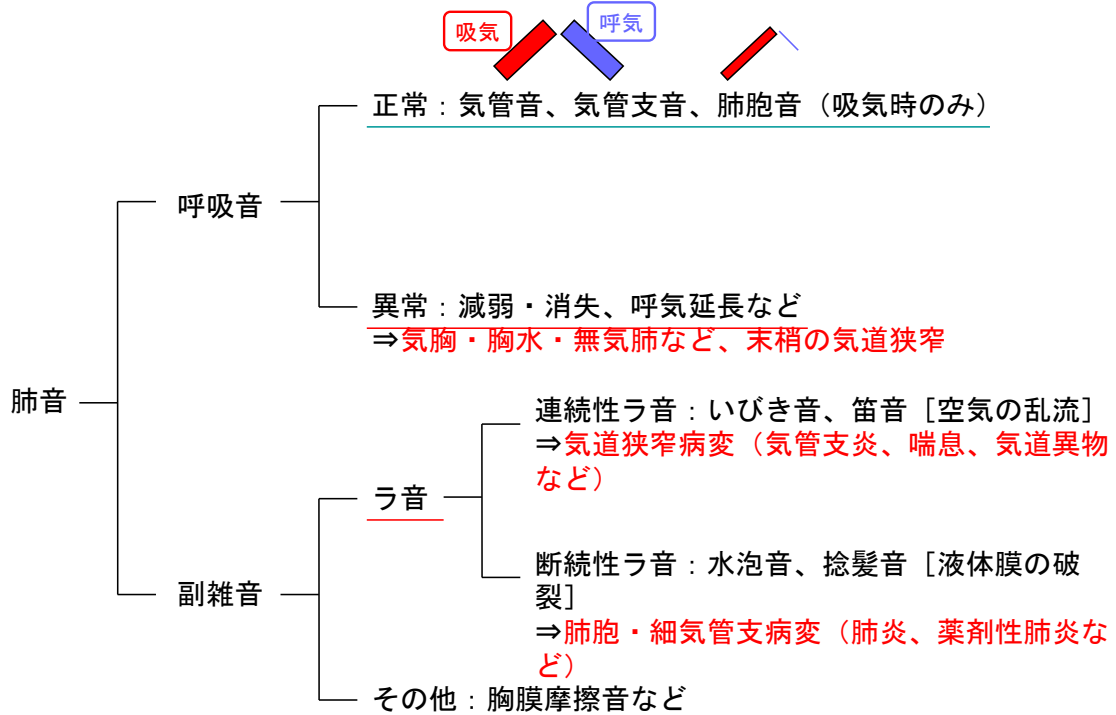 吸気
呼気
正常：気管音、気管支音、肺胞音（吸気時のみ）
呼吸音
異常：減弱・消失、呼気延長など
⇒気胸・胸水・無気肺など、末梢の気道狭窄
肺音
連続性ラ音：いびき音、笛音［空気の乱流］
⇒気道狭窄病変（気管支炎、喘息、気道異物
など）
ラ音
断続性ラ音：水泡音、捻髪音［液体膜の破
裂］
⇒肺胞・細気管支病変（肺炎、薬剤性肺炎な
ど）
副雑音
その他：胸膜摩擦音など